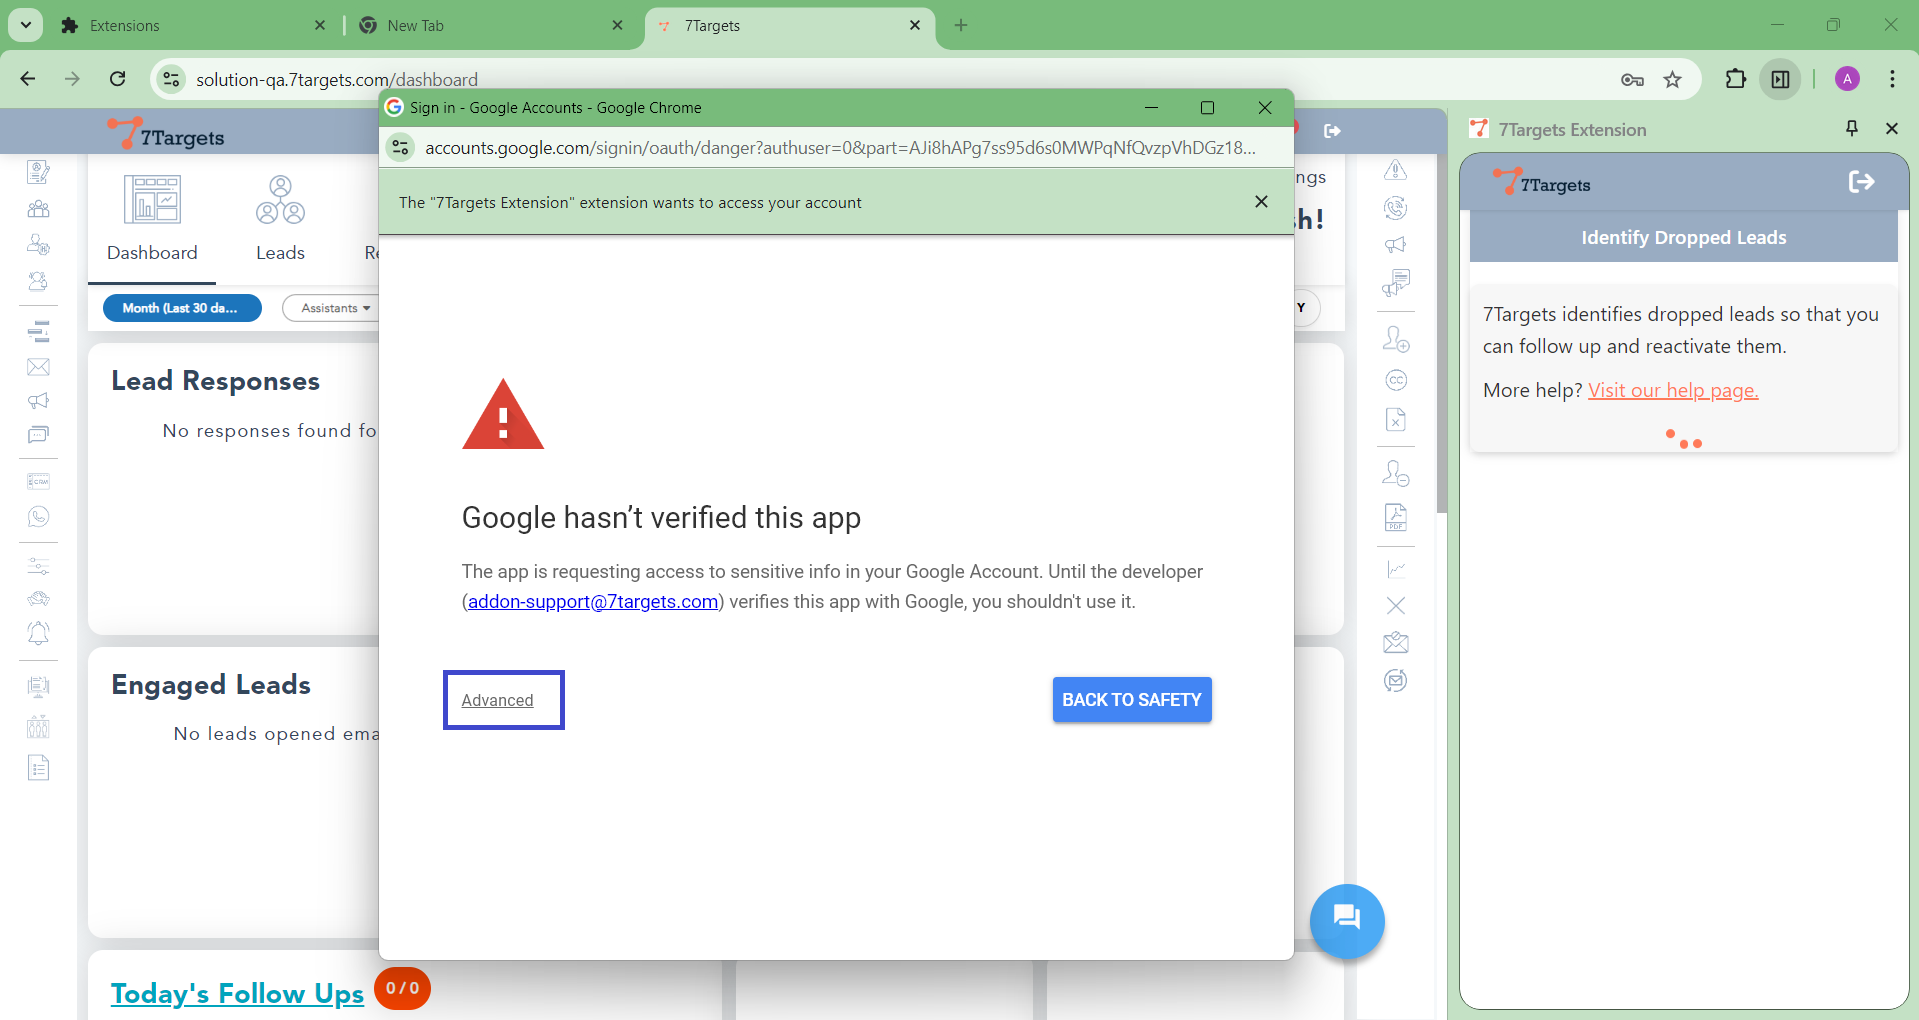 Extensions
New Tab
7Targets
solution-qa.7targets.com/dashboard
A
Sign in - Google Accounts - Google Chrome
accounts.google.com/signin/oauth/danger?authuser=0&part=AJi8hAPg7ss95d6s0MWPqNfQvzpVhDGz18...
The "7Targets Extension" extension wants to access your account
Google hasn’t verified this app
The app is requesting access to sensitive info in your Google Account. Until the developer
(addon-support@7targets.com) verifies this app with Google, you shouldn't use it.
Advanced
BACK TO SAFETY
7Targets
Dashboard
Leads
Re
ngs
sh!
Month (Last 30 da...
Assistants
Y
Lead Responses
No responses found fo
Engaged Leads
No leads opened ema
Today's Follow Ups
0 / 0
CRM
CC
PDF
7Targets Extension
7Targets
Identify Dropped Leads
7Targets identifies dropped leads so that you
can follow up and reactivate them.
More help? Visit our help page.